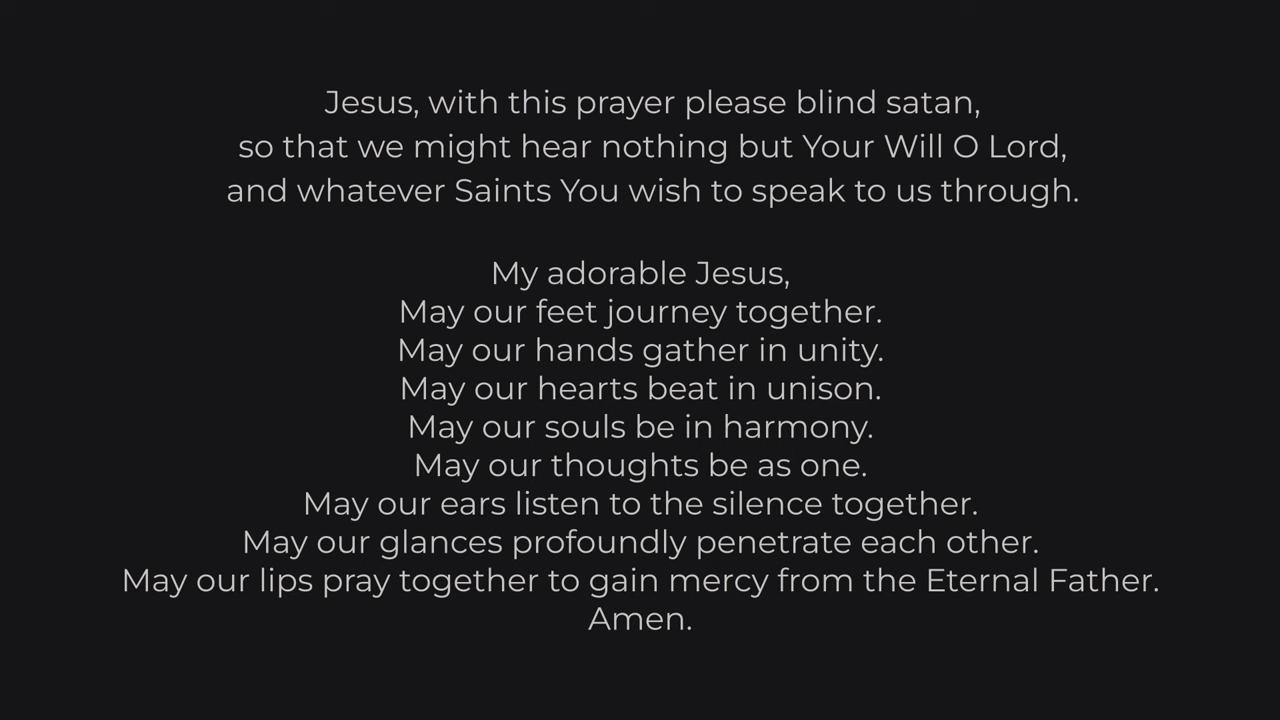 Jesus, with this prayer please blind satan,
so that we might hear nothing but Your Will O Lord,
and whatever Saints You wish to speak to us through.
My adorable Jesus,
May our feet journey together.
May our hands gather in unity.
May our hearts beat in unison.
May our souls be in harmony.
May our thoughts be as one.
May our ears listen to the silence together.
May our glances profoundly penetrate each other.
May our lips pray together to gain mercy from the Eternal Father.
Amen.